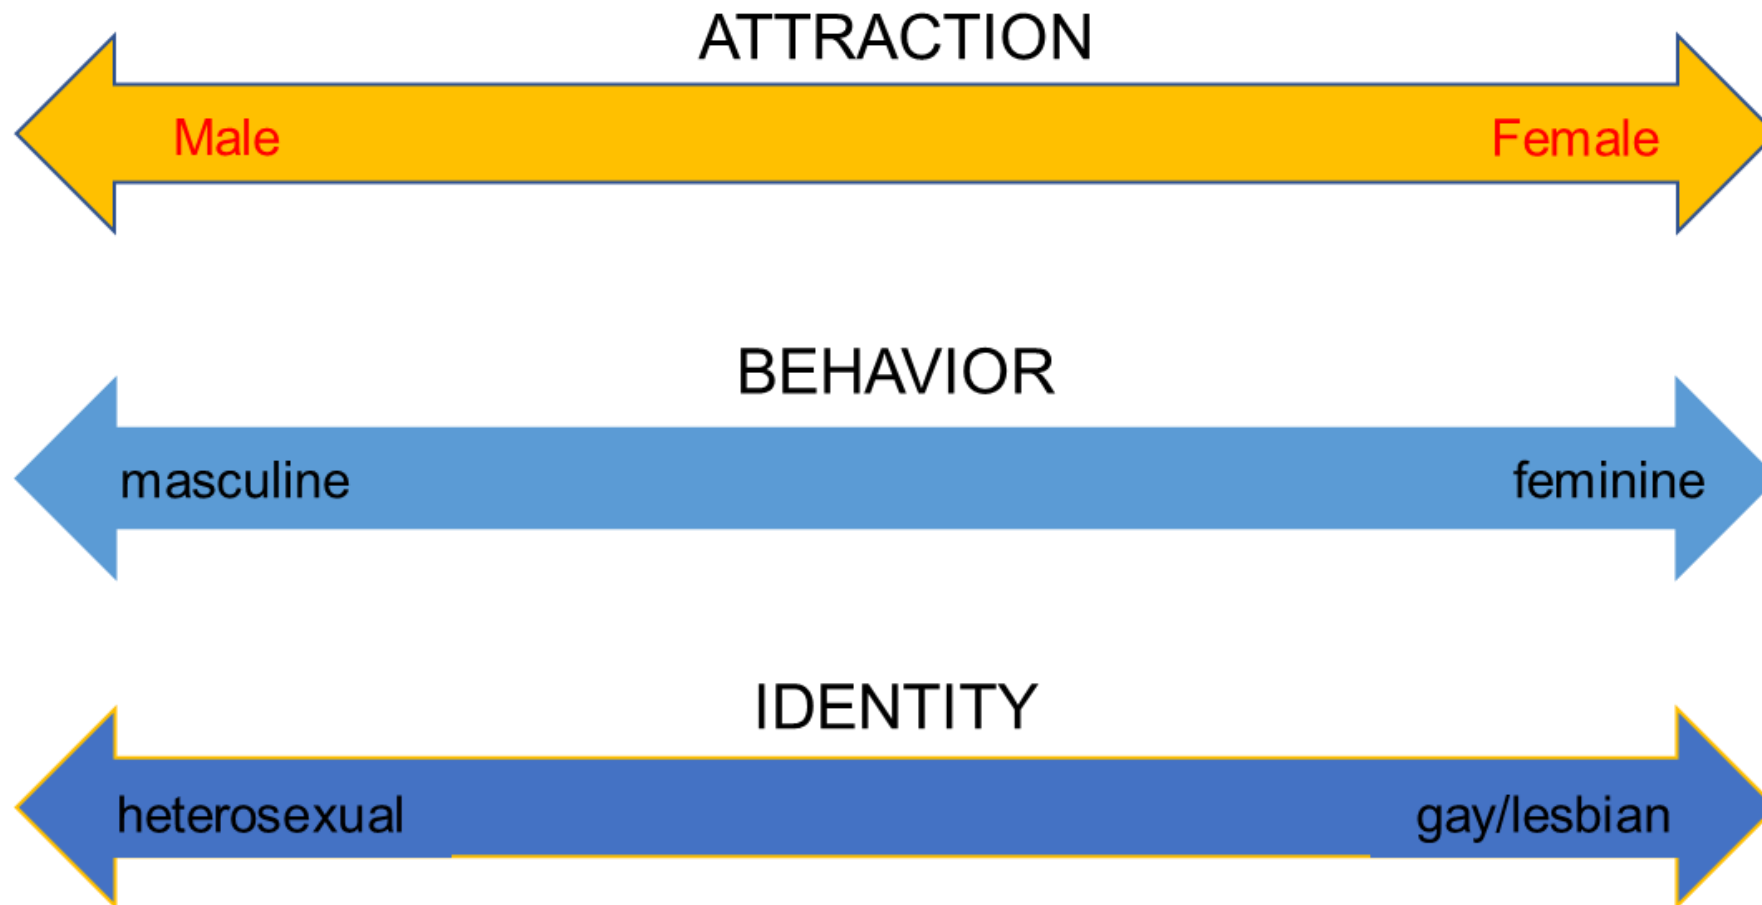 ATTRACTION
Male Female
BEHAVIOR
masculine feminine
IDENTITY
heterosexual gay/lesbian